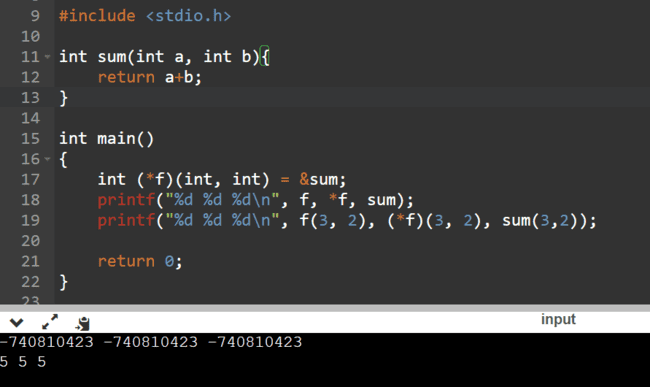 9 #include <stdio.h>
10
11 int sum(int a, int b){
12 return a+b;
13 }
14
15 int main()
16 {
17 int (*f)(int, int) = &sum;
18 printf("%d %d %d\n", f, *f, sum);
19 printf("%d %d %d\n", f(3, 2), (*f)(3, 2), sum(3,2));
20
21 return 0;
22 }
23
input
-740810423 -740810423 -740810423
5 5 5